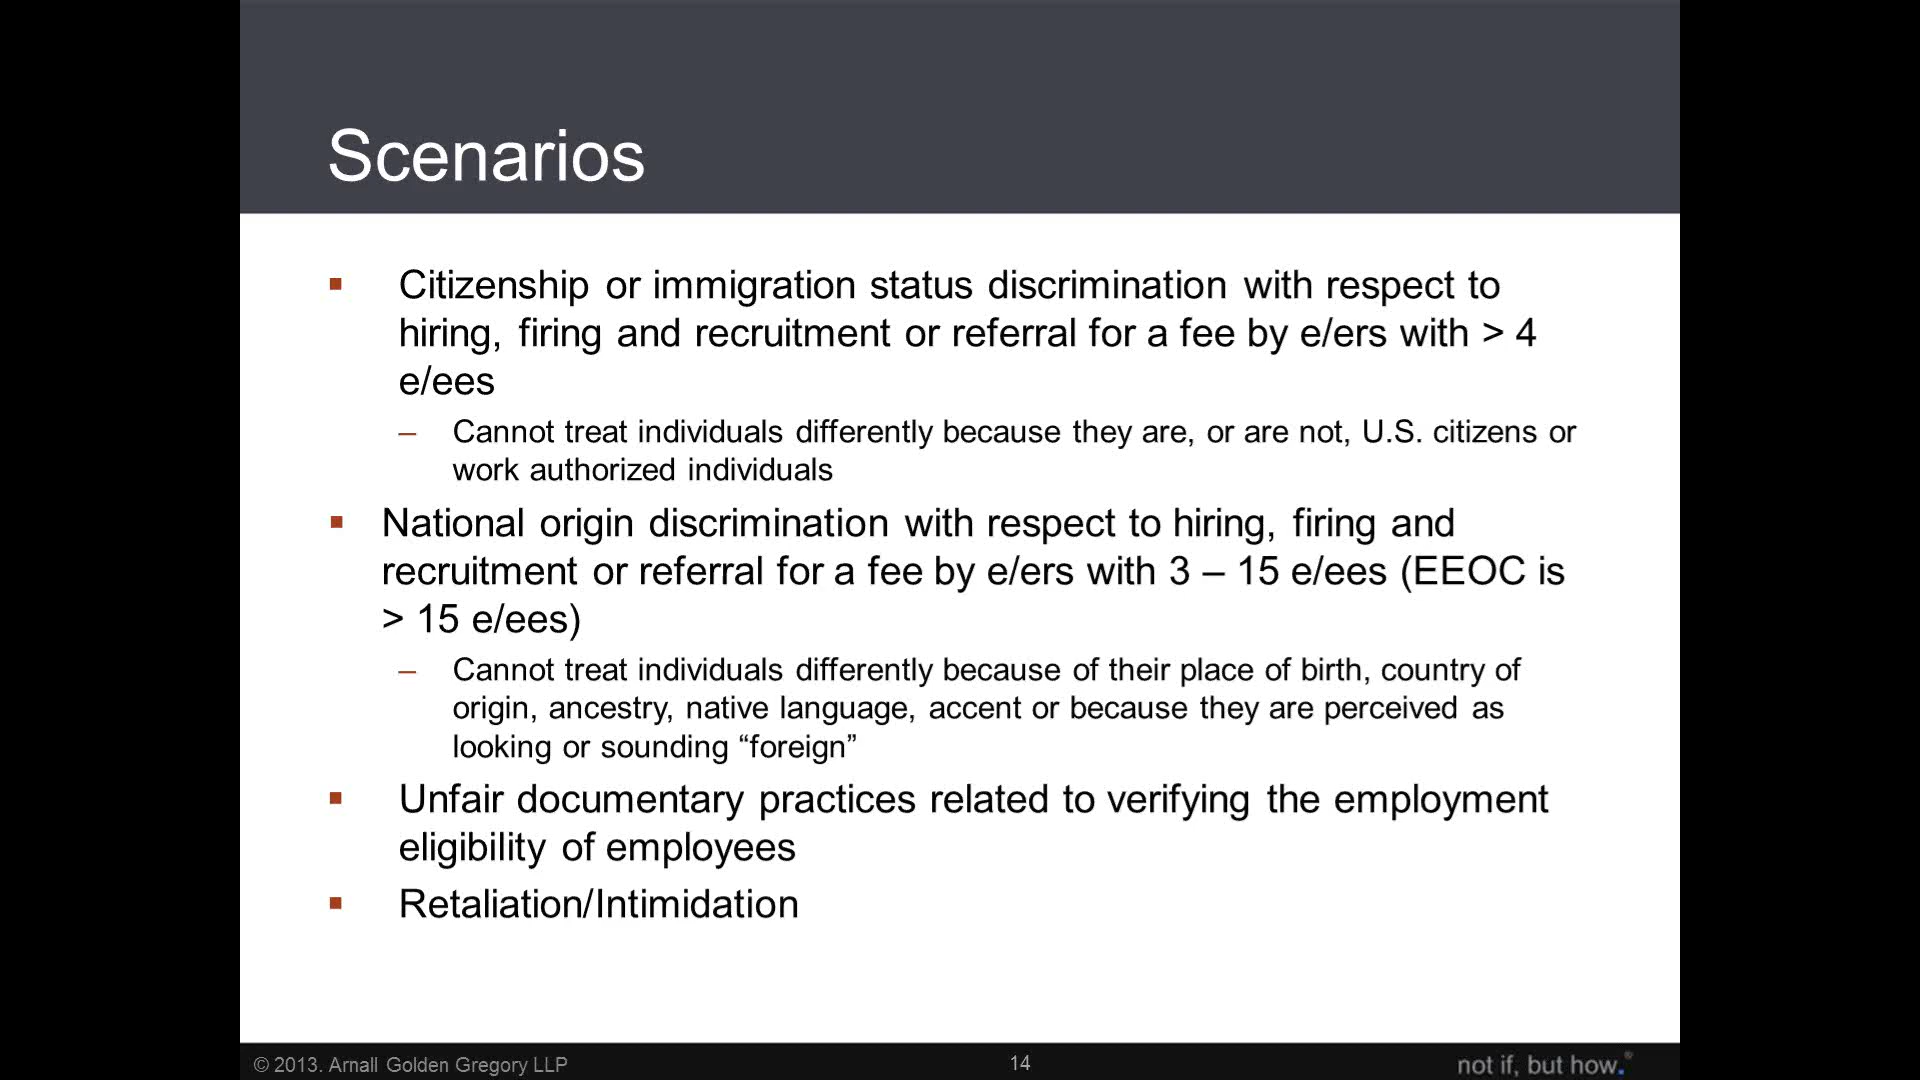 Scenarios
▪ Citizenship or immigration status discrimination with respect to
hiring, firing and recruitment or referral for a fee by e/ers with > 4
e/ees
– Cannot treat individuals differently because they are, or are not, U.S. citizens or
work authorized individuals
▪ National origin discrimination with respect to hiring, firing and
recruitment or referral for a fee by e/ers with 3 – 15 e/ees (EEOC is
> 15 e/ees)
– Cannot treat individuals differently because of their place of birth, country of
origin, ancestry, native language, accent or because they are perceived as
looking or sounding “foreign”
▪ Unfair documentary practices related to verifying the employment
eligibility of employees
▪ Retaliation/Intimidation
© 2013. Arnall Golden Gregory LLP
14
not if, but how.®